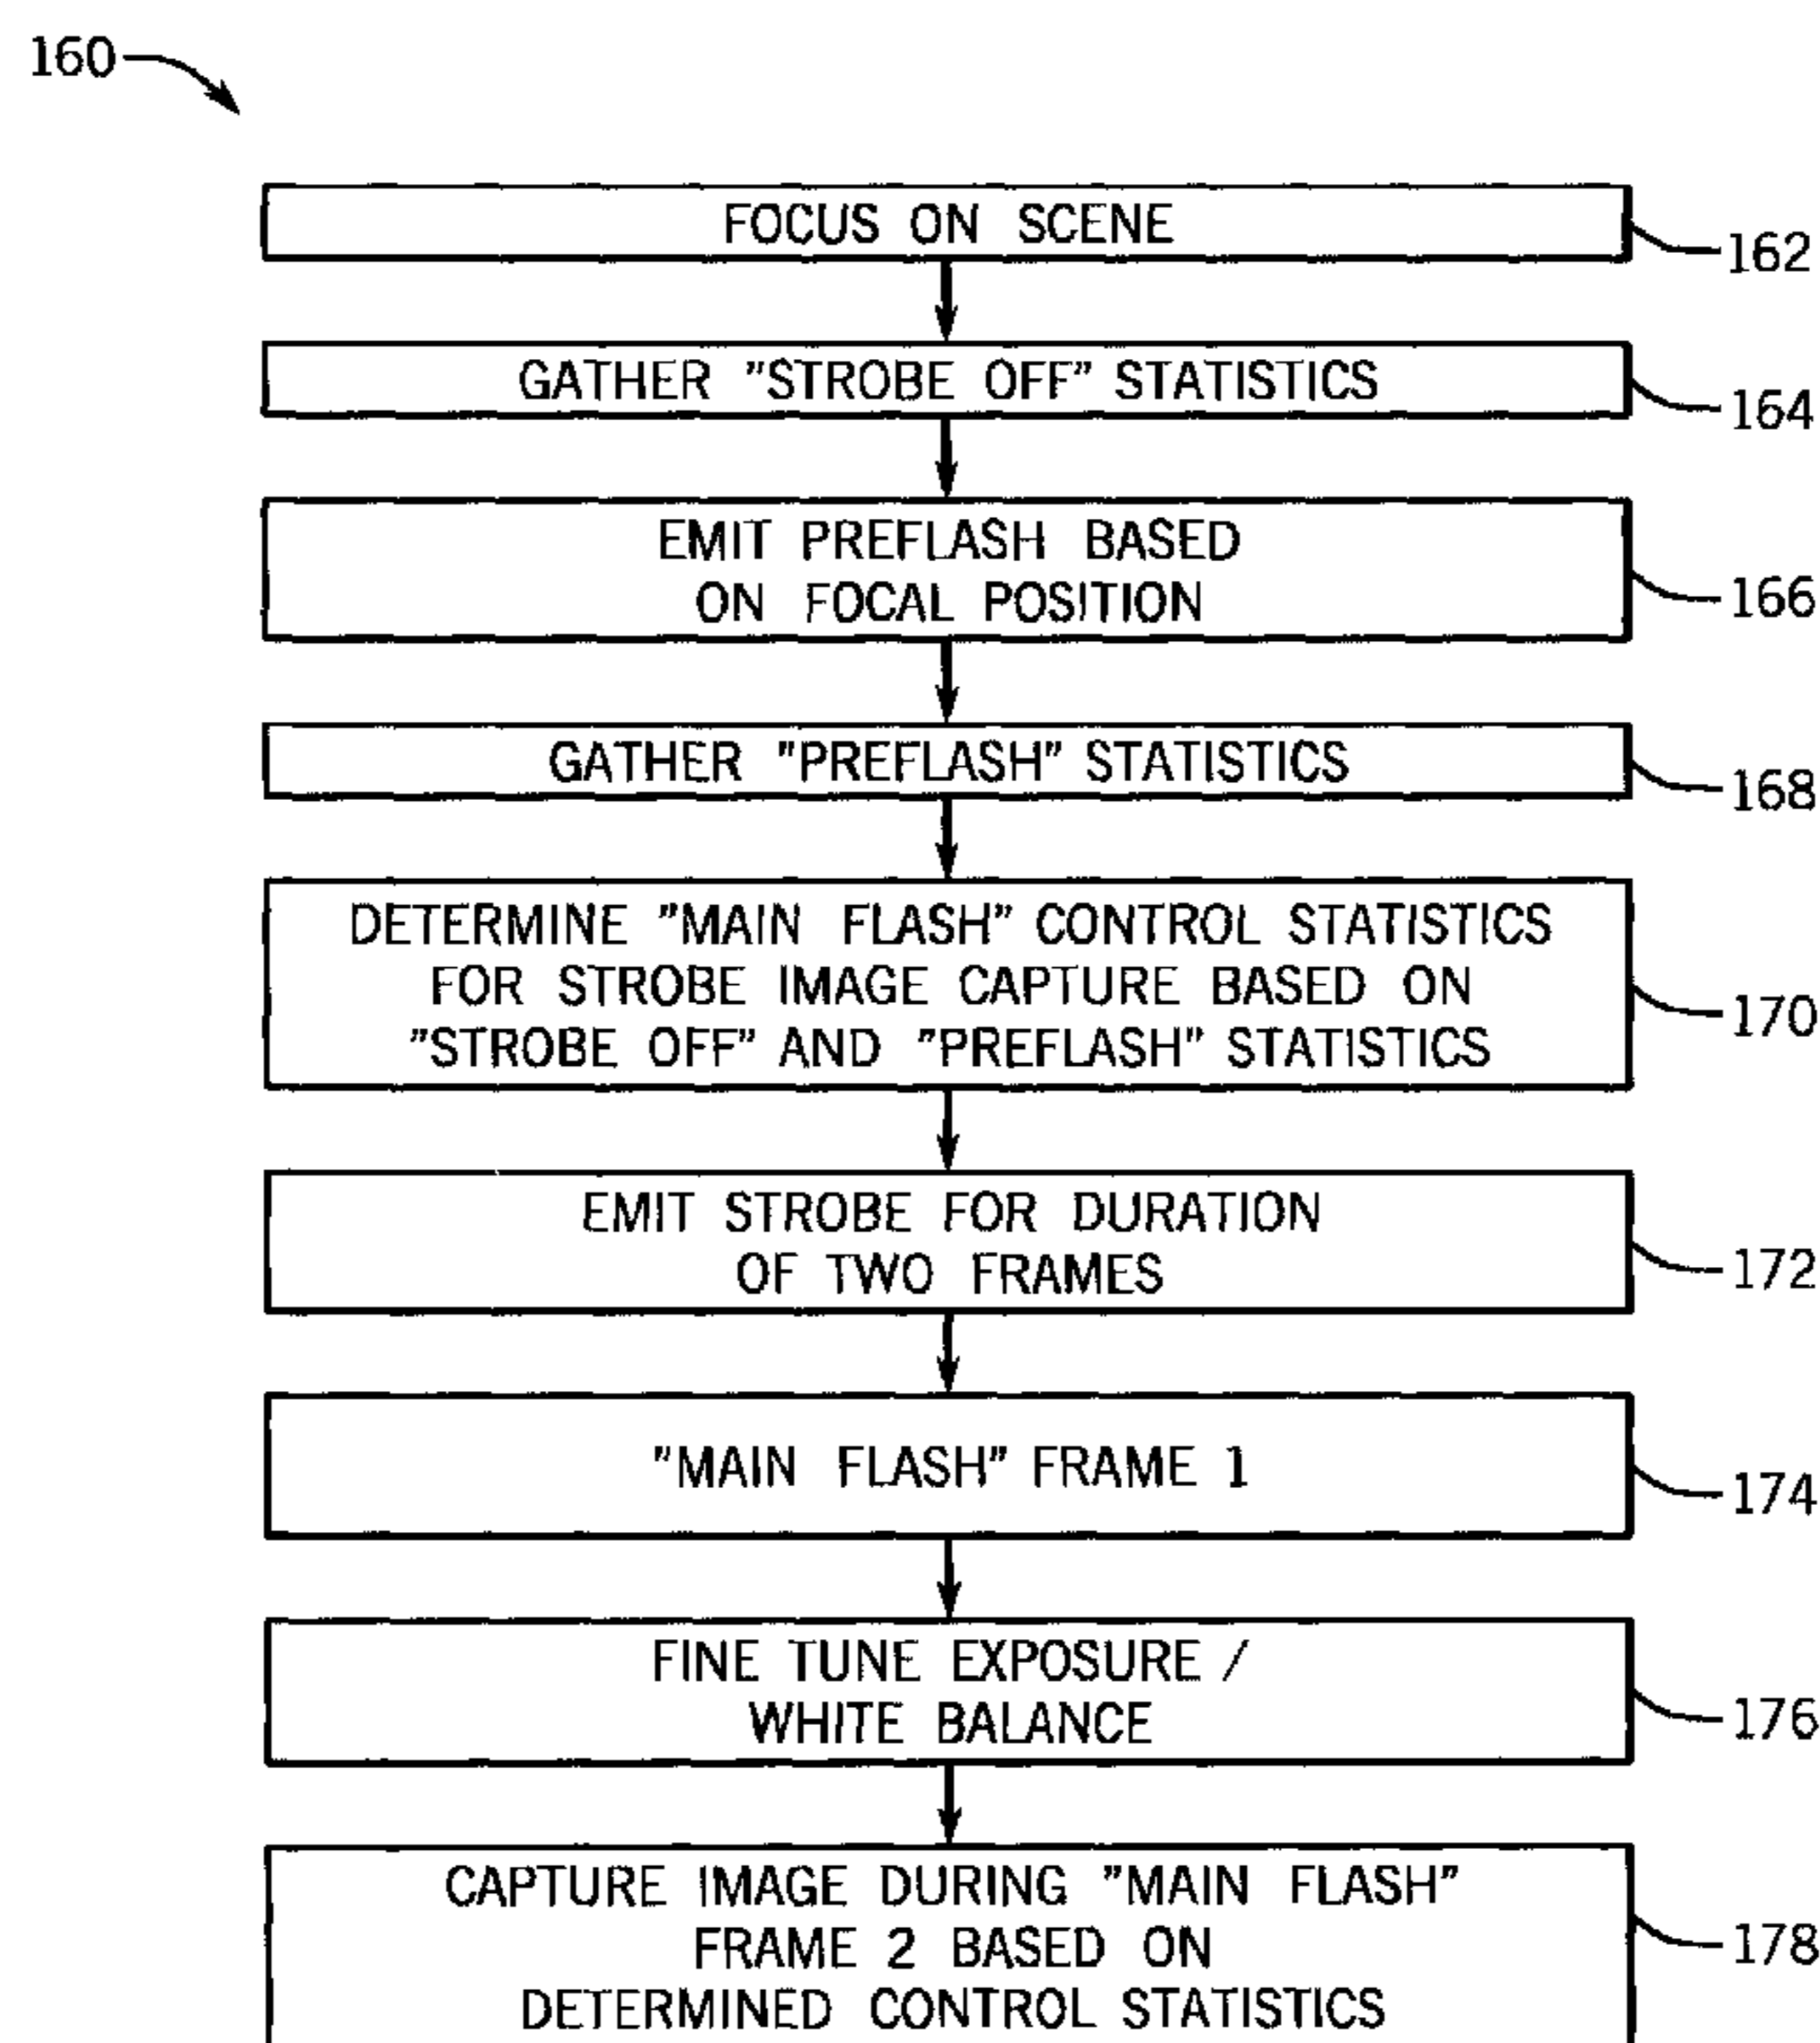 160
FOCUS ON SCENE
162
GATHER "STROBE OFF" STATISTICS
164
EMIT PREFLASH BASED
ON FOCAL POSITION
166
GATHER "PREFLASH" STATISTICS
168
DETERMINE "MAIN FLASH" CONTROL STATISTICS
FOR STROBE IMAGE CAPTURE BASED ON
"STROBE OFF" AND "PREFLASH" STATISTICS
170
EMIT STROBE FOR DURATION
OF TWO FRAMES
172
"MAIN FLASH" FRAME 1
174
FINE TUNE EXPOSURE /
WHITE BALANCE
176
CAPTURE IMAGE DURING "MAIN FLASH"
FRAME 2 BASED ON
DETERMINED CONTROL STATISTICS
178